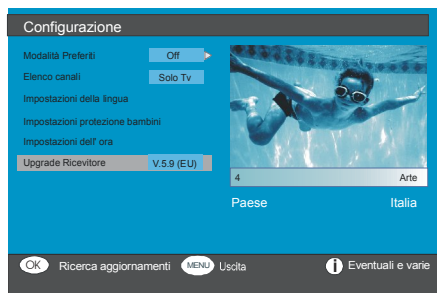 Configurazione
Modalità Preferiti Off
Elenco canali Solo Tv
Impostazioni della lingua
Impostazioni protezione bambini
Impostazioni dell' ora
Upgrade Ricevitore V.5.9 (EU)
4 Arte
Paese Italia
OK Ricerca aggiornamenti MENU Uscita i Eventuali e varie